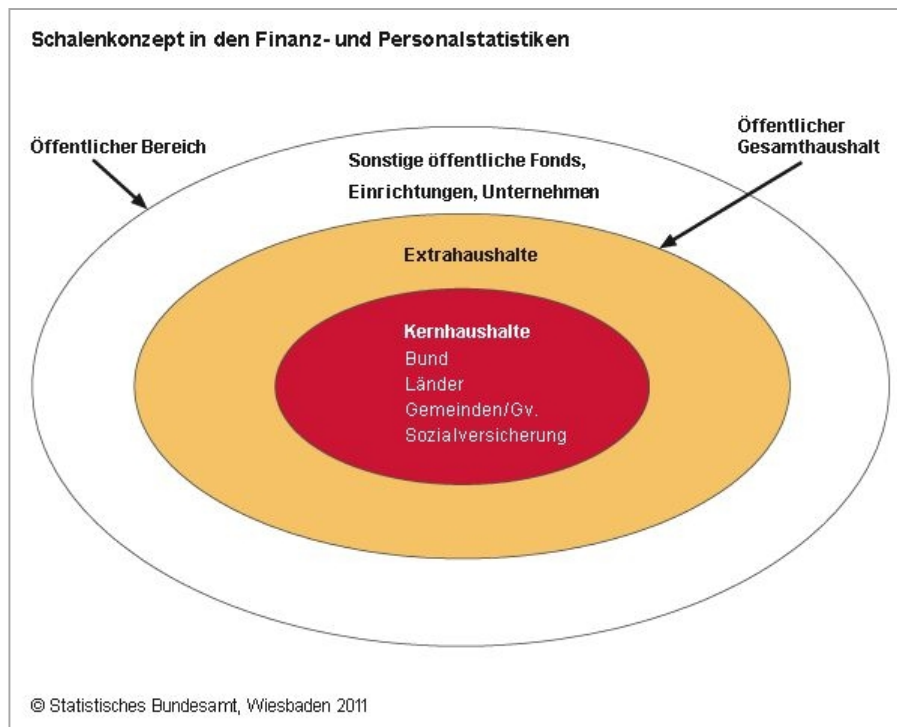 Schalenkonzept in den Finanz- und Personalstatistiken
Öffentlicher Bereich
Öffentlicher
Gesamthaushalt
Sonstige öffentliche Fonds,
Einrichtungen, Unternehmen
Extrahaushalte
Kernhaushalte
Bund
Länder
Gemeinden/Gv.
Sozialversicherung
© Statistisches Bundesamt, Wiesbaden 2011